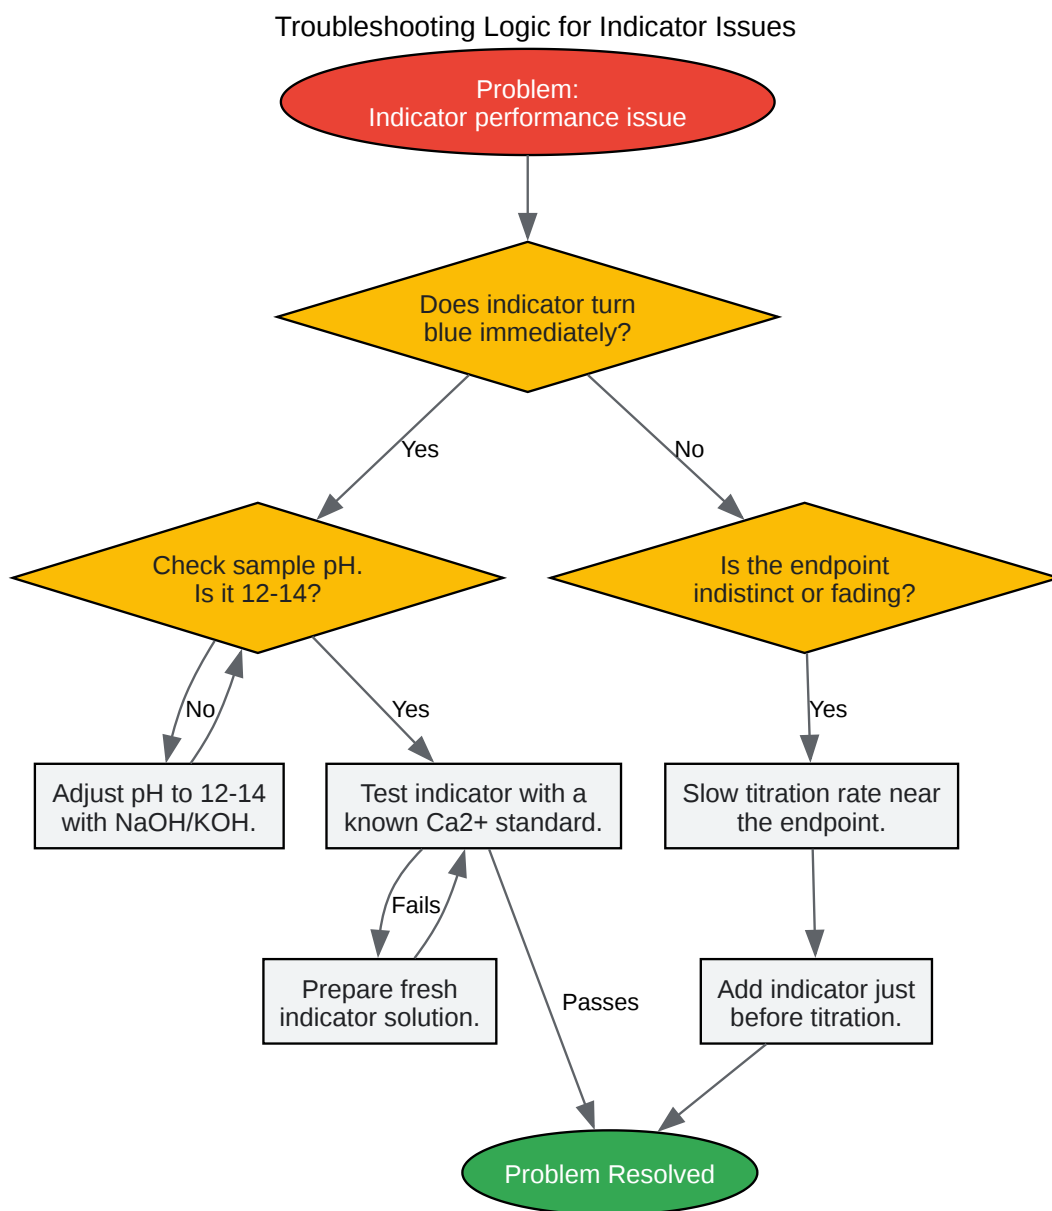 Troubleshooting Logic for Indicator Issues
Problem:
Indicator performance issue
Does indicator turn
blue immediately?
Yes
No
Check sample pH.
Is it 12-14?
Is the endpoint
indistinct or fading?
No
Yes
Yes
Adjust pH to 12-14
with NaOH/KOH.
Test indicator with a
known Ca2+ standard.
Slow titration rate near
the endpoint.
Fails
Prepare fresh
indicator solution.
Passes
Add indicator just
before titration.
Problem Resolved